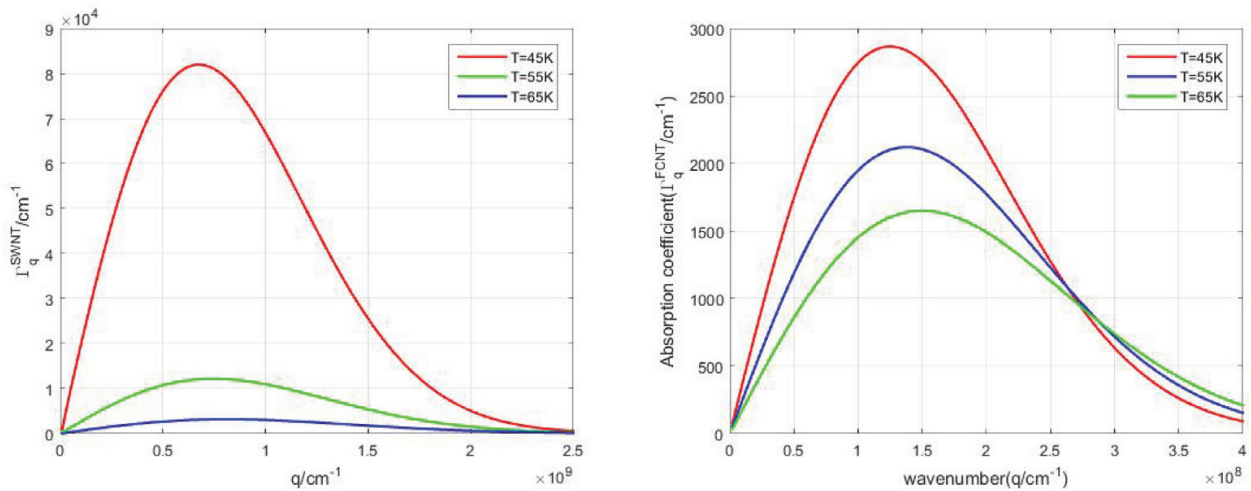 ×10⁴
9
8
7
6
5
4
3
2
1
0
Γ_q^SWNT/cm⁻¹
T=45K
T=55K
T=65K
0 0.5 1 1.5 2 2.5
×10⁹
q/cm⁻¹
3000
2500
2000
1500
1000
500
0
Absorption coefficient(Γ_q^FCNT/cm⁻¹)
T=45K
T=55K
T=65K
0 0.5 1 1.5 2 2.5 3 3.5 4
×10⁸
wavenumber(q/cm⁻¹)